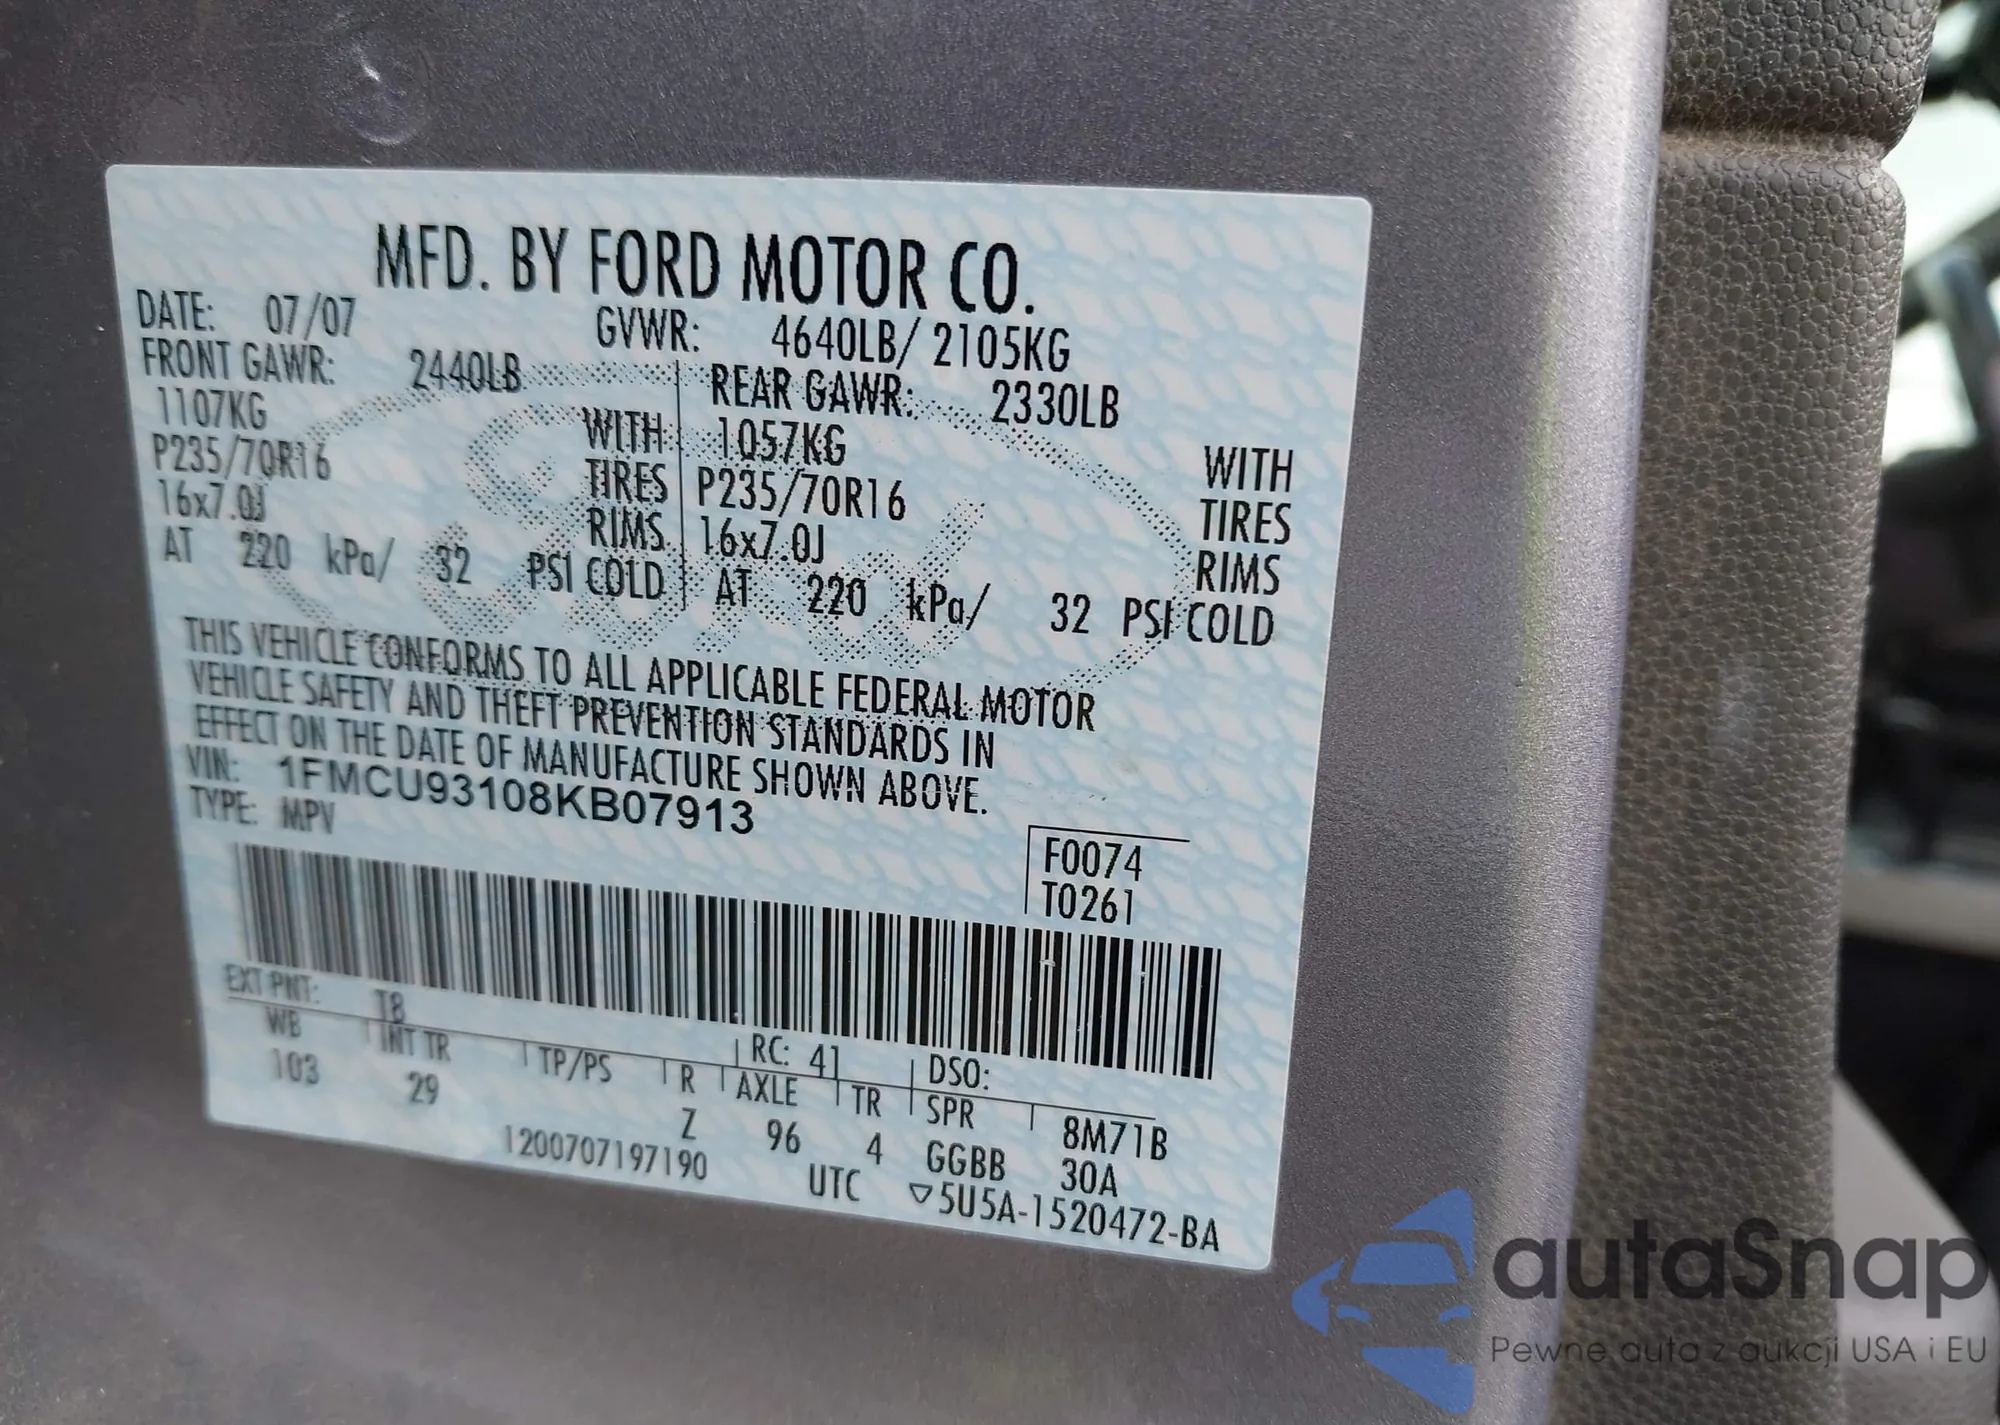 MFD. BY FORD MOTOR CO.
DATE: 07/07 GVWR: 4640LB/ 2105KG
FRONT GAWR: 2440LB REAR GAWR: 2330LB
1107KG WITH 1057KG WITH
P235/70R16 TIRES P235/70R16 TIRES
16x7.0J RIMS 16x7.0J RIMS
AT 220 kPa/ 32 PSI COLD AT 220 kPa/ 32 PSI COLD
THIS VEHICLE CONFORMS TO ALL APPLICABLE FEDERAL MOTOR
VEHICLE SAFETY AND THEFT PREVENTION STANDARDS IN
EFFECT ON THE DATE OF MANUFACTURE SHOWN ABOVE.
VIN: 1FMCU93108KB07913
TYPE: MPV
F0074
T0261
EXT PNT: T8 RC: 41 DSO:
WB INT TR TP/PS R AXLE TR SPR 8M71B
103 29 Z 96 4 GGBB 30A
1200707197190 UTC ▽5U5A-1520472-BA
autaSnap
Pewne auta z aukcji USA i EU